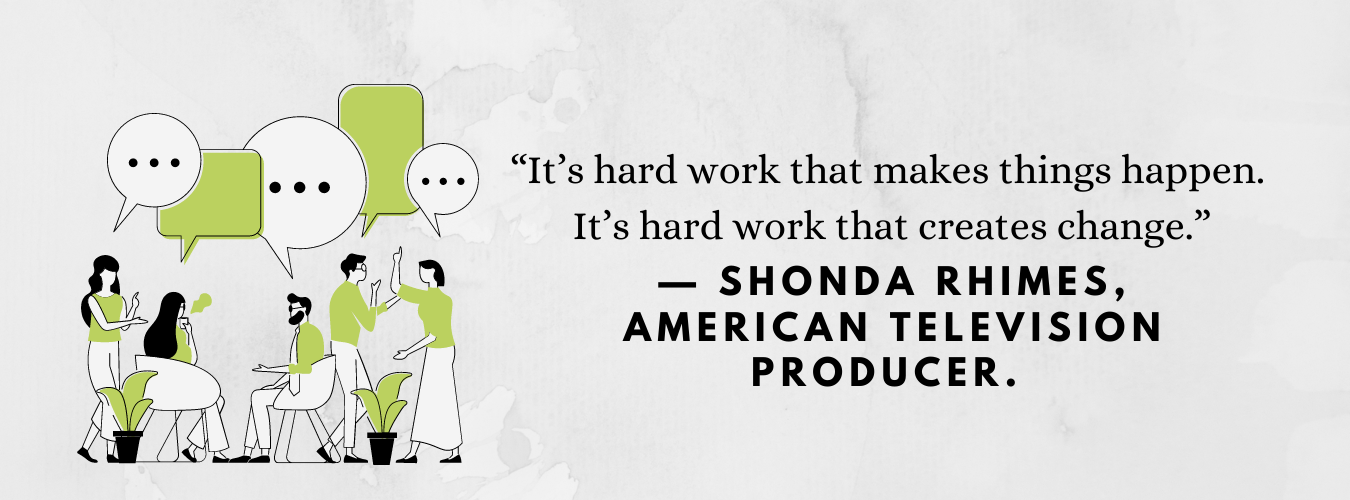 “It’s hard work that makes things happen.
It’s hard work that creates change.”
— SHONDA RHIMES,
AMERICAN TELEVISION
PRODUCER.